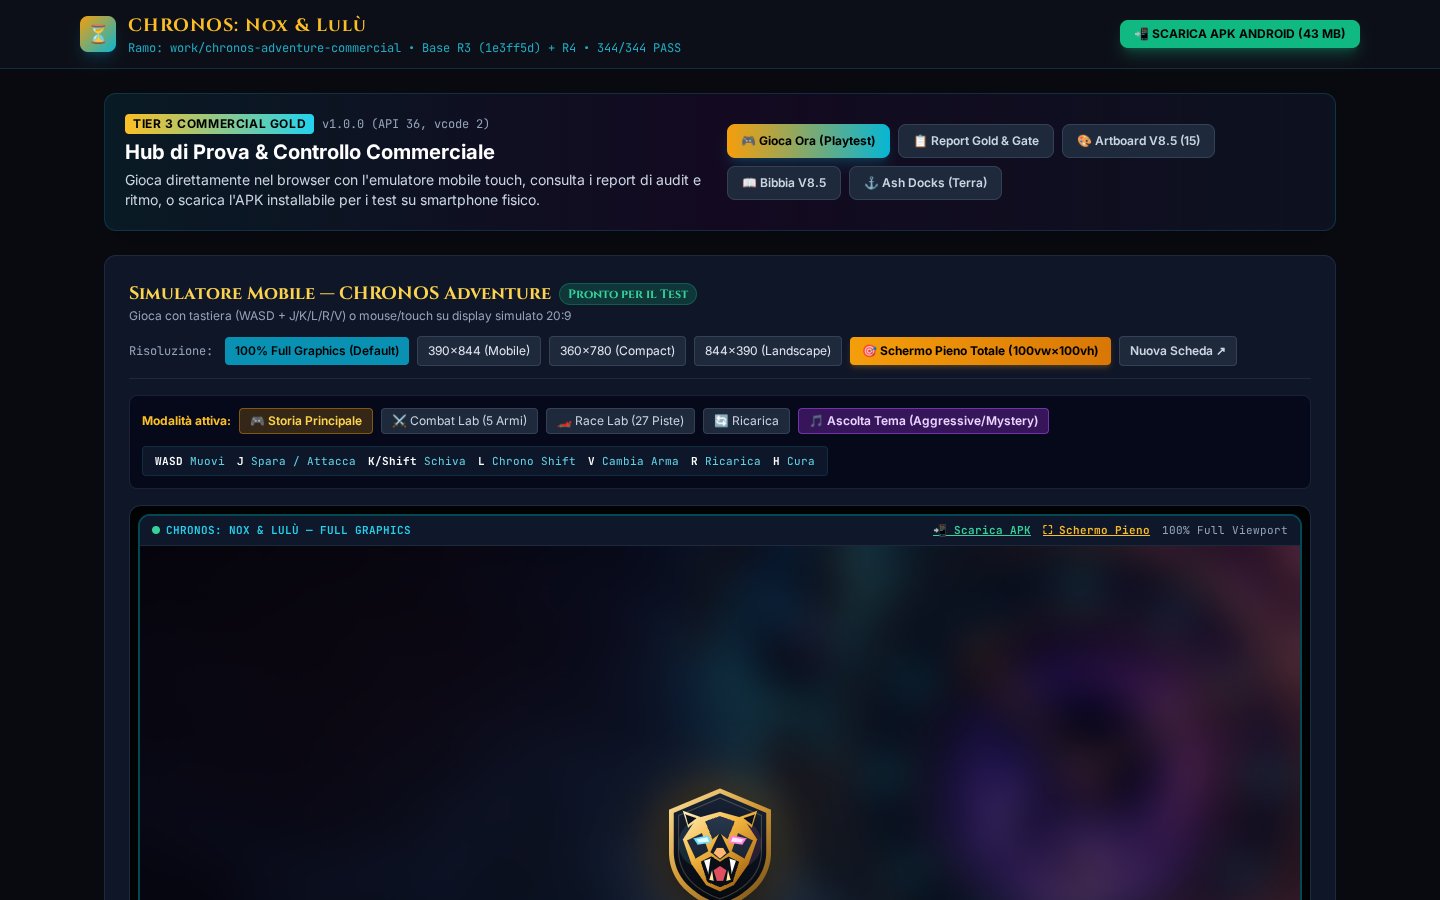 CHRONOS: Nox & Lulù
Ramo: work/chronos-adventure-commercial • Base R3 (1e3ff5d) + R4 • 344/344 PASS
📲 SCARICA APK ANDROID (43 MB)
TIER 3 COMMERCIAL GOLD v1.0.0 (API 36, vcode 2)
Hub di Prova & Controllo Commerciale
Gioca direttamente nel browser con l'emulatore mobile touch, consulta i report di audit e
ritmo, o scarica l'APK installabile per i test su smartphone fisico.
🎮 Gioca Ora (Playtest) 📋 Report Gold & Gate 🎨 Artboard V8.5 (15)
📖 Bibbia V8.5 ⚓ Ash Docks (Terra)
Simulatore Mobile — CHRONOS Adventure Pronto per il Test
Gioca con tastiera (WASD + J/K/L/R/V) o mouse/touch su display simulato 20:9
Risoluzione: 100% Full Graphics (Default) 390×844 (Mobile) 360×780 (Compact) 844×390 (Landscape) 🎯 Schermo Pieno Totale (100vw×100vh) Nuova Scheda ↗
Modalità attiva: 🎮 Storia Principale ⚔️ Combat Lab (5 Armi) 🏎️ Race Lab (27 Piste) 🔄 Ricarica 🎵 Ascolta Tema (Aggressive/Mystery)
WASD Muovi J Spara / Attacca K/Shift Schiva L Chrono Shift V Cambia Arma R Ricarica H Cura
CHRONOS: NOX & LULÙ — FULL GRAPHICS
📲 Scarica APK ⛶ Schermo Pieno 100% Full Viewport